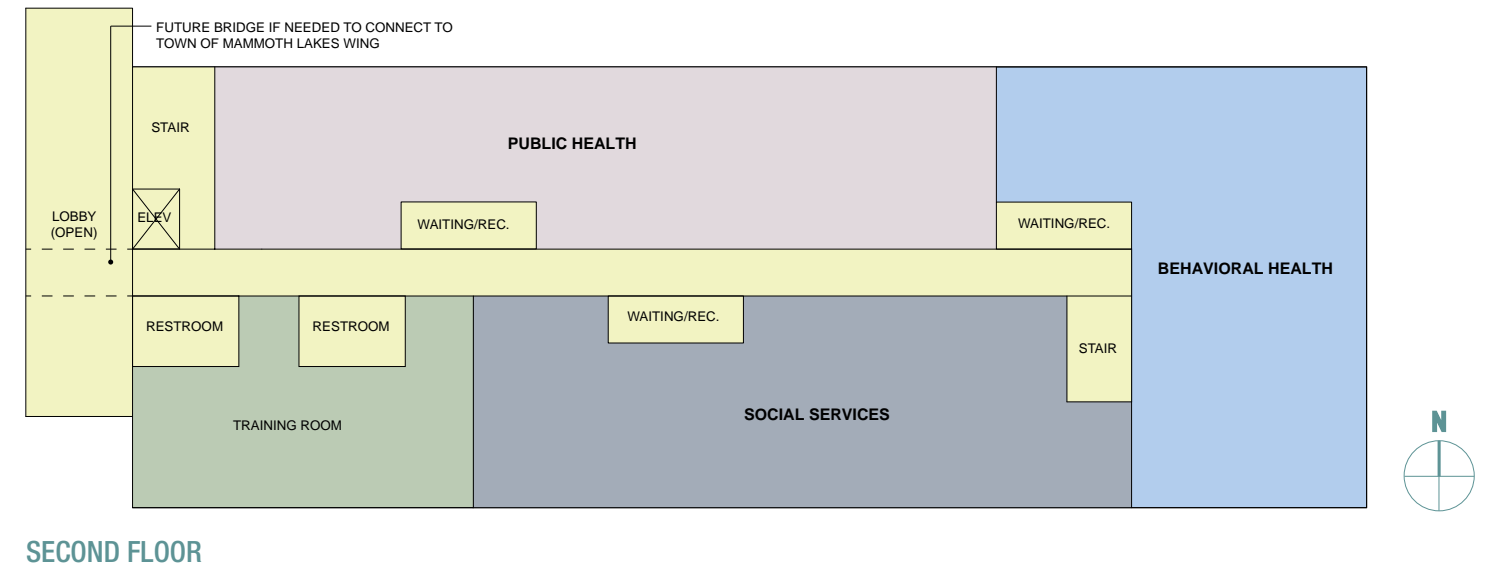 FUTURE BRIDGE IF NEEDED TO CONNECT TO
TOWN OF MAMMOTH LAKES WING
STAIR
PUBLIC HEALTH
LOBBY
(OPEN)
ELEV
WAITING/REC.
WAITING/REC.
BEHAVIORAL HEALTH
RESTROOM
RESTROOM
WAITING/REC.
STAIR
TRAINING ROOM
SOCIAL SERVICES
N
SECOND FLOOR